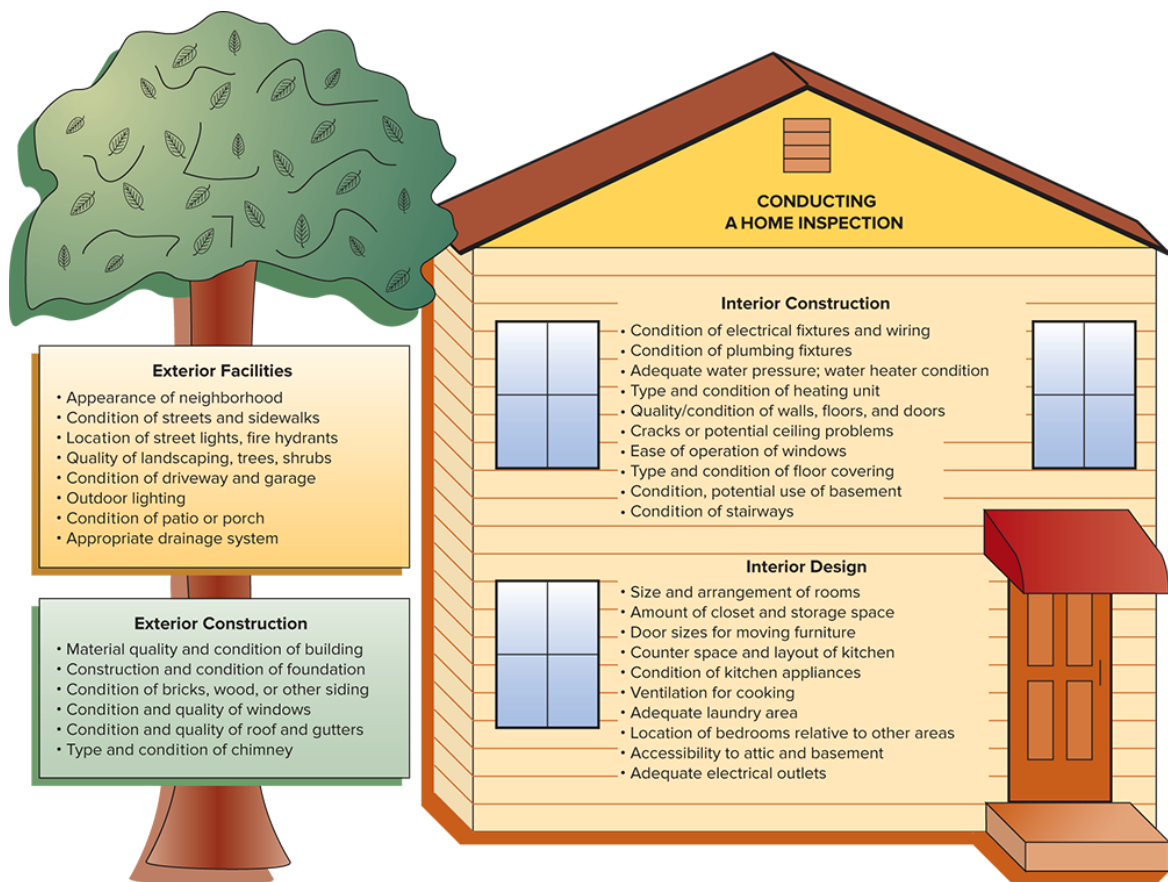 CONDUCTING
A HOME INSPECTION
Exterior Facilities
• Appearance of neighborhood
• Condition of streets and sidewalks
• Location of street lights, fire hydrants
• Quality of landscaping, trees, shrubs
• Condition of driveway and garage
• Outdoor lighting
• Condition of patio or porch
• Appropriate drainage system
Exterior Construction
• Material quality and condition of building
• Construction and condition of foundation
• Condition of bricks, wood, or other siding
• Condition and quality of windows
• Condition and quality of roof and gutters
• Type and condition of chimney
Interior Construction
• Condition of electrical fixtures and wiring
• Condition of plumbing fixtures
• Adequate water pressure; water heater condition
• Type and condition of heating unit
• Quality/condition of walls, floors, and doors
• Cracks or potential ceiling problems
• Ease of operation of windows
• Type and condition of floor covering
• Condition, potential use of basement
• Condition of stairways
Interior Design
• Size and arrangement of rooms
• Amount of closet and storage space
• Door sizes for moving furniture
• Counter space and layout of kitchen
• Condition of kitchen appliances
• Ventilation for cooking
• Adequate laundry area
• Location of bedrooms relative to other areas
• Accessibility to attic and basement
• Adequate electrical outlets